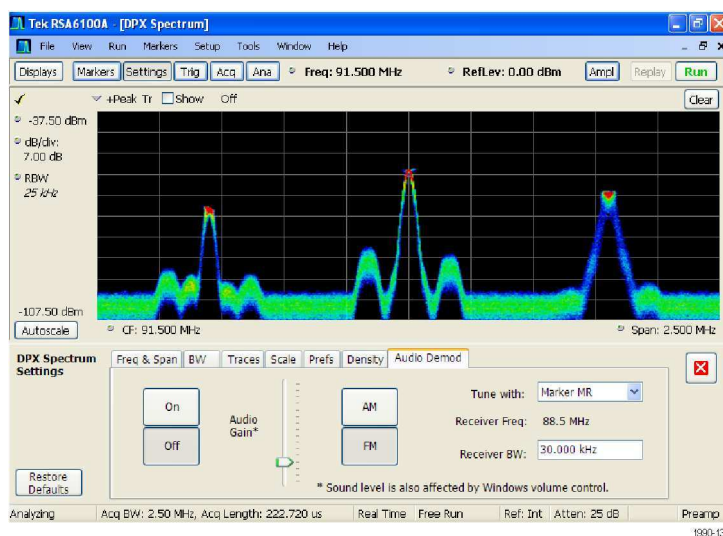 Tek RSA6100A - [DPX Spectrum]
File View Run Markers Setup Tools Window Help
Displays Markers Settings Trig Acq Ana Freq: 91.500 MHz RefLev: 0.00 dBm Ampl Replay Run
+Peak Tr Show Off Clear
-37.50 dBm
dB/div:
7.00 dB
RBW
25 kHz
-107.50 dBm
Autoscale CF: 91.500 MHz Span: 2.500 MHz
DPX Spectrum
Settings
Freq & Span BW Traces Scale Prefs Density Audio Demod
On
Off
Audio
Gain*
AM
FM
Tune with: Marker MR
Receiver Freq: 88.5 MHz
Receiver BW: 30.000 kHz
* Sound level is also affected by Windows volume control.
Restore
Defaults
Analyzing Acq BW: 2.50 MHz, Acq Length: 222.720 us Real Time Free Run Ref: Int Atten: 25 dB Preamp